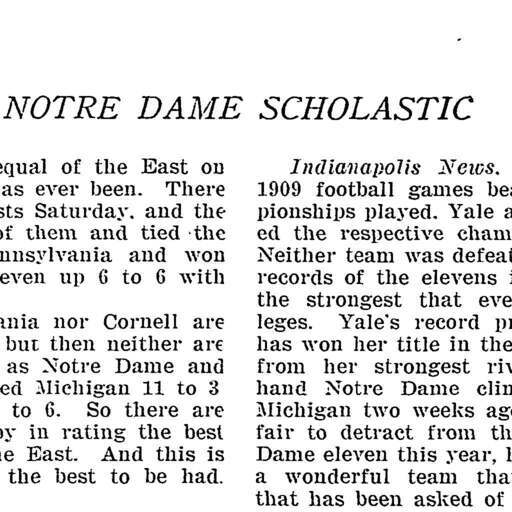 NOTRE DAME SCHOLASTIC
equal of the East on
as ever been. There
sts Saturday, and the
of them and tied the
nnsylvania and won
even up 6 to 6 with
ania nor Cornell are
but then neither are
as Notre Dame and
ed Michigan 11 to 3
to 6. So there are
by in rating the best
he East. And this is
the best to be had.
Indianapolis News.
1909 football games bea
pionships played. Yale a
ed the respective cham
Neither team was defeat
records of the elevens i
the strongest that eve
leges. Yale's record pr
has won her title in the
from her strongest riv
hand Notre Dame clin
Michigan two weeks ago
fair to detract from th
Dame eleven this year, h
a wonderful team tha
that has been asked of